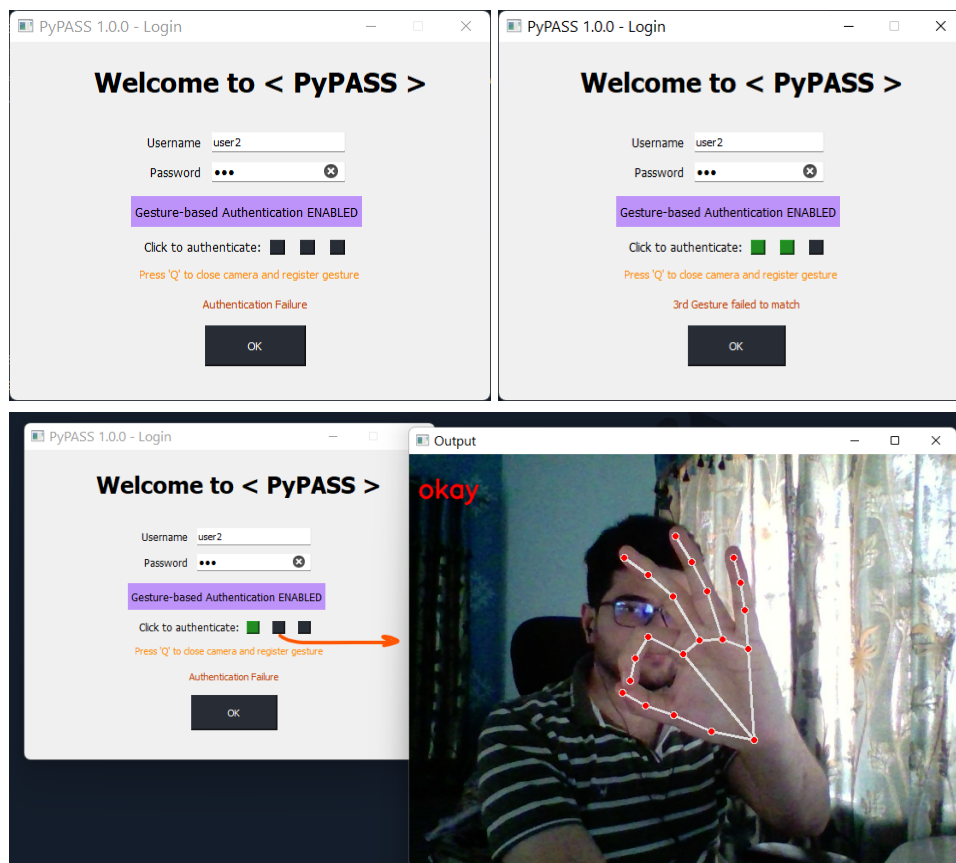 PyPASS 1.0.0 - Login
Welcome to < PyPASS >
Username user2
Password
Gesture-based Authentication ENABLED
Click to authenticate:
Press 'Q' to close camera and register gesture
Authentication Failure
OK
PyPASS 1.0.0 - Login
Welcome to < PyPASS >
Username user2
Password
Gesture-based Authentication ENABLED
Click to authenticate:
Press 'Q' to close camera and register gesture
3rd Gesture failed to match
OK
PyPASS 1.0.0 - Login
Welcome to < PyPASS >
Username user2
Password
Gesture-based Authentication ENABLED
Click to authenticate:
Press 'Q' to close camera and register gesture
Authentication Failure
OK
Output
okay